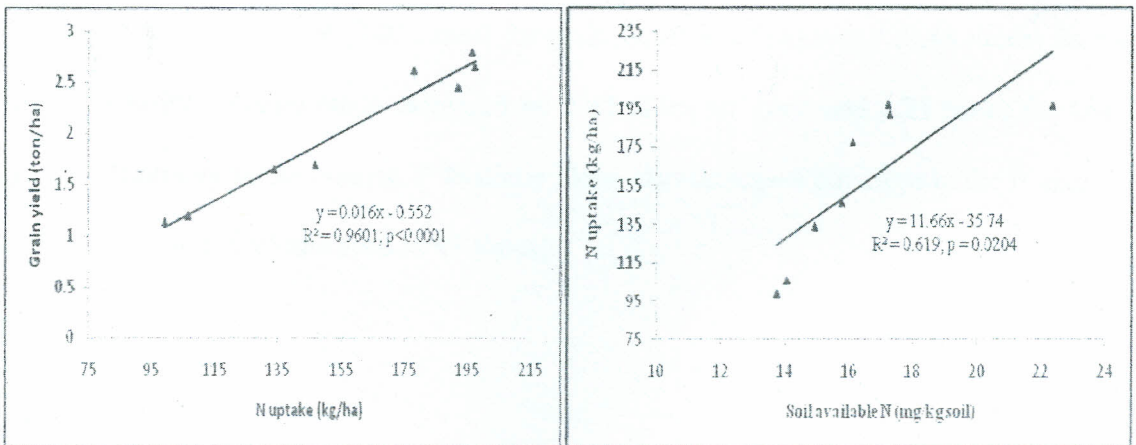 3
2.5
2
1.5
1
0.5
0
Grain yield (ton/ha)
y = 0.016x - 0.552
R² = 0.9601; p<0.0001
75 95 115 135 155 175 195 215
N uptake (kg/ha)
235
215
195
175
155
135
115
95
75
N uptake (kg/ha)
y = 11.66x - 35.74
R² = 0.619, p = 0.0204
10 12 14 16 18 20 22 24
Soil available N (mg/kg soil)